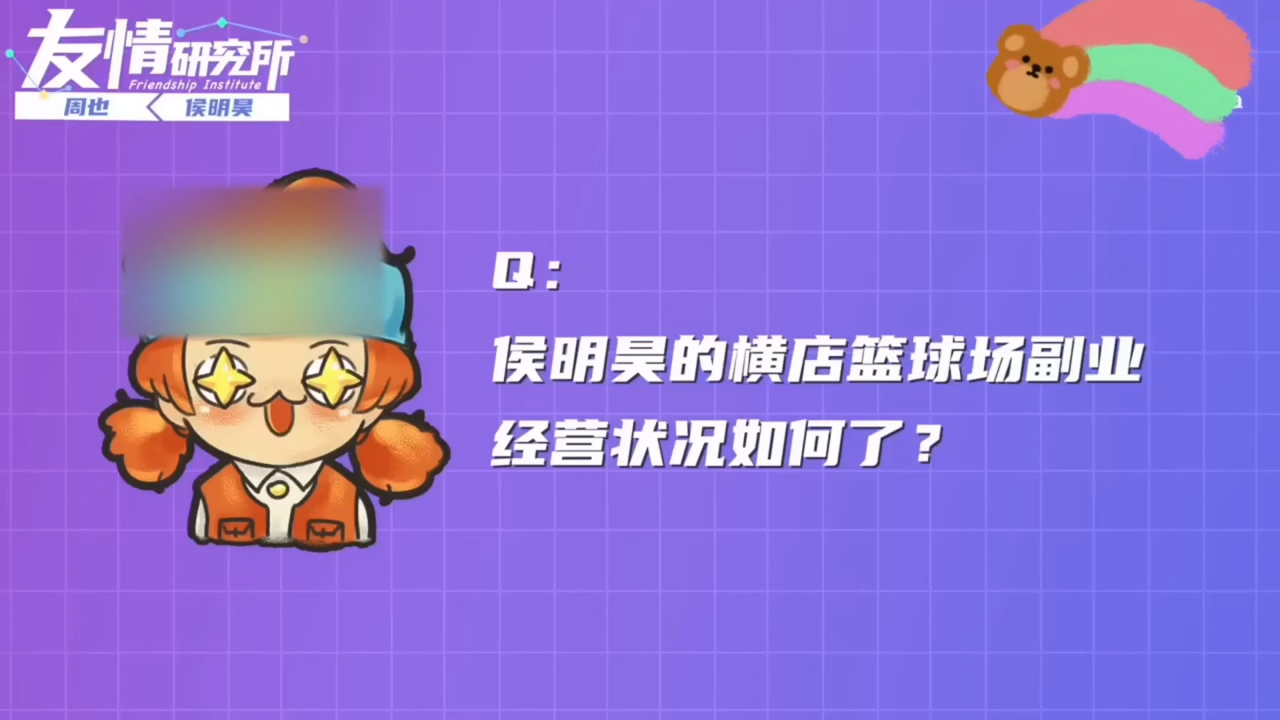 友情研究所
Friendship Institute
周也 < 侯明昊
Q：
侯明昊的横店篮球场副业
经营状况如何了？